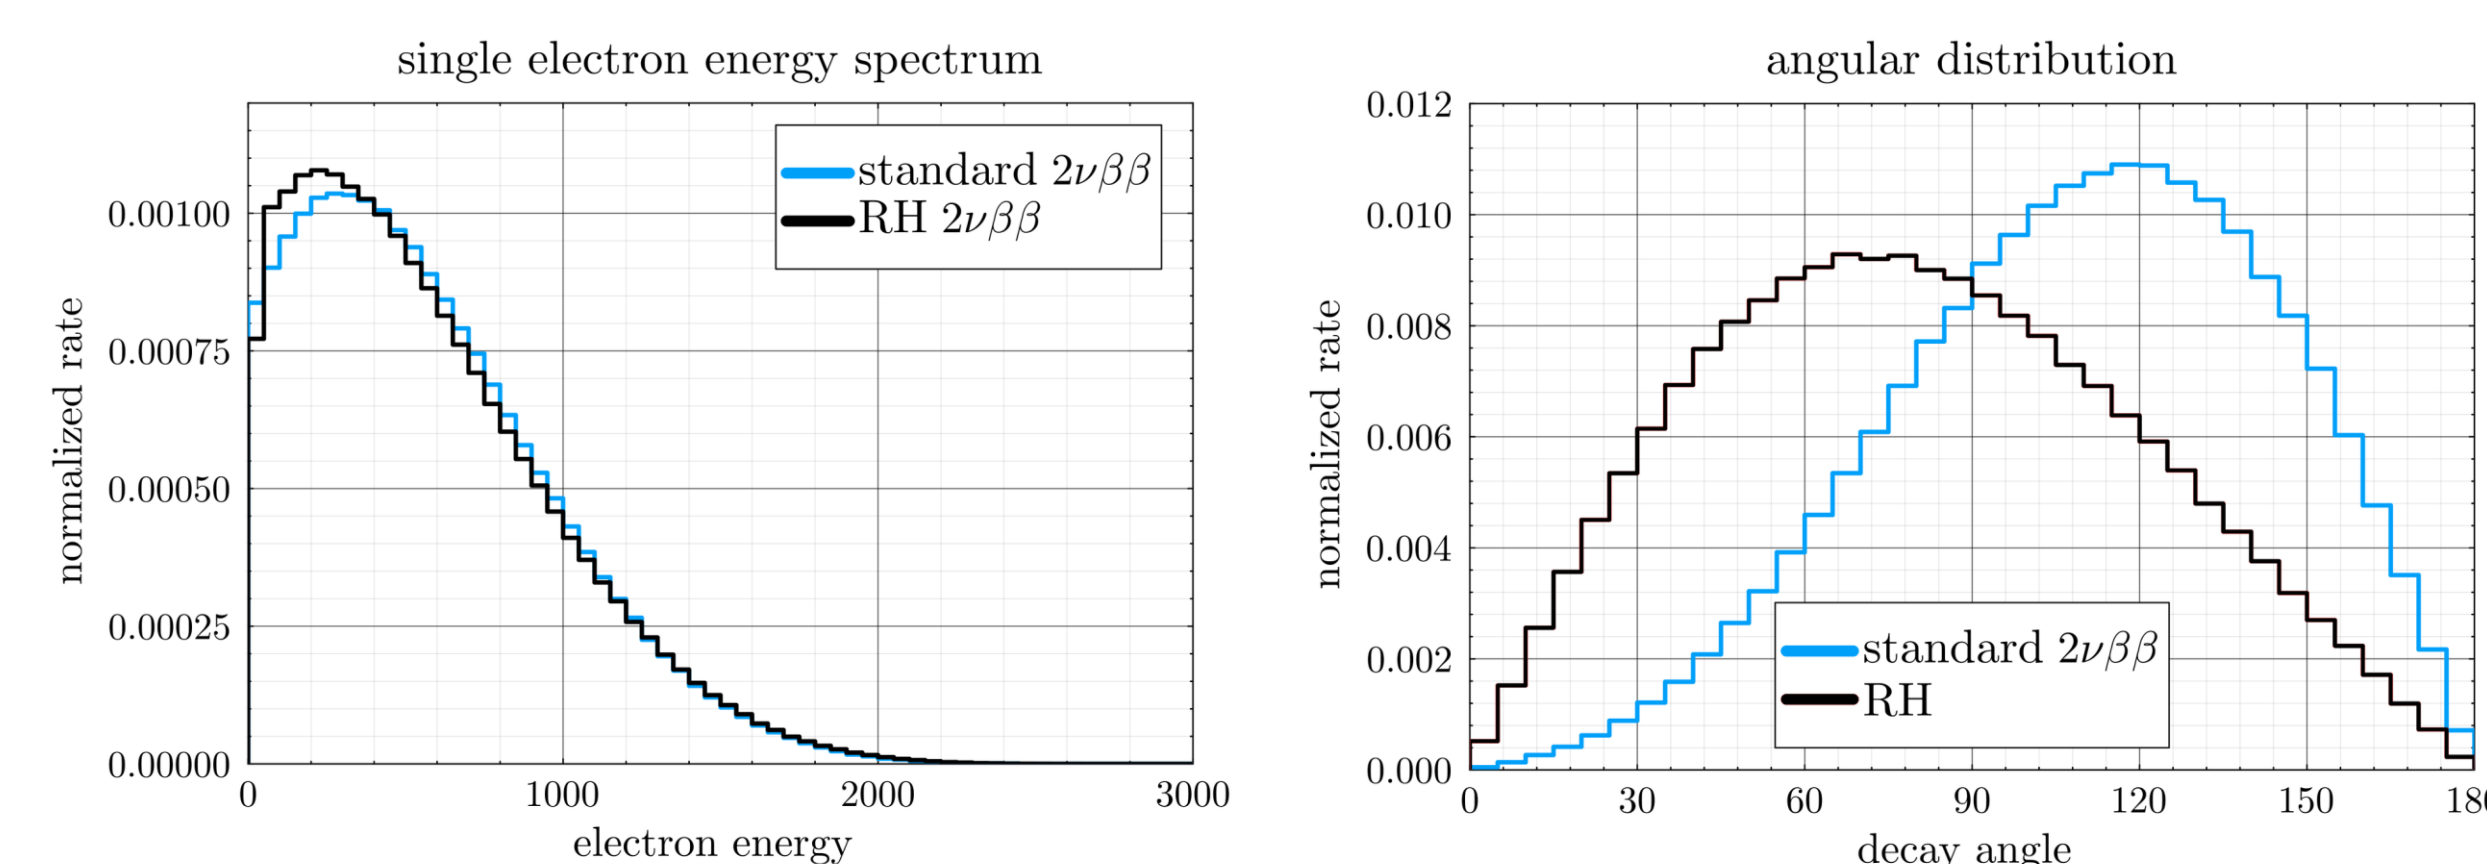 single electron energy spectrum
standard 2νββ
RH 2νββ
0.00100
0.00075
0.00050
0.00025
0.00000
normalized rate
0 1000 2000 3000
electron energy
angular distribution
0.012
0.010
0.008
0.006
0.004
0.002
0.000
normalized rate
standard 2νββ
RH
0 30 60 90 120 150 180
decay angle